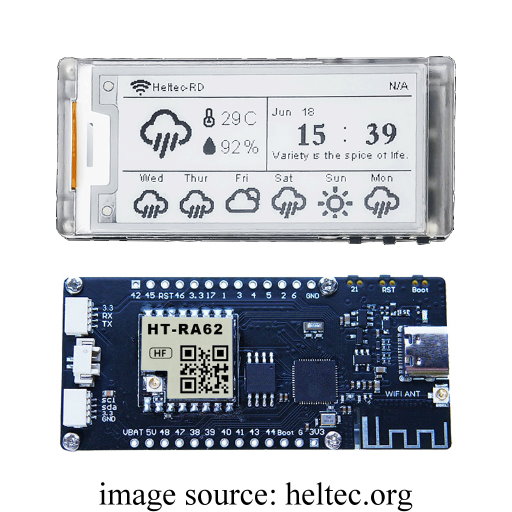 Heltec-RD N/A
29C
92%
Jun 18
15 : 39
Variety is the spice of life.
Wed Thur Fri Sat Sun Mon
42 45 RST 46 3.3 17 1 3 4 5 2 6 GND
21 RST Boot
3.3
RX
TX
HT-RA62
HF
WIFI ANT
scl
sda
3.3
GND
VBAT 5V 48 47 38 39 40 41 43 44 Boot 6 3V3
image source: heltec.org